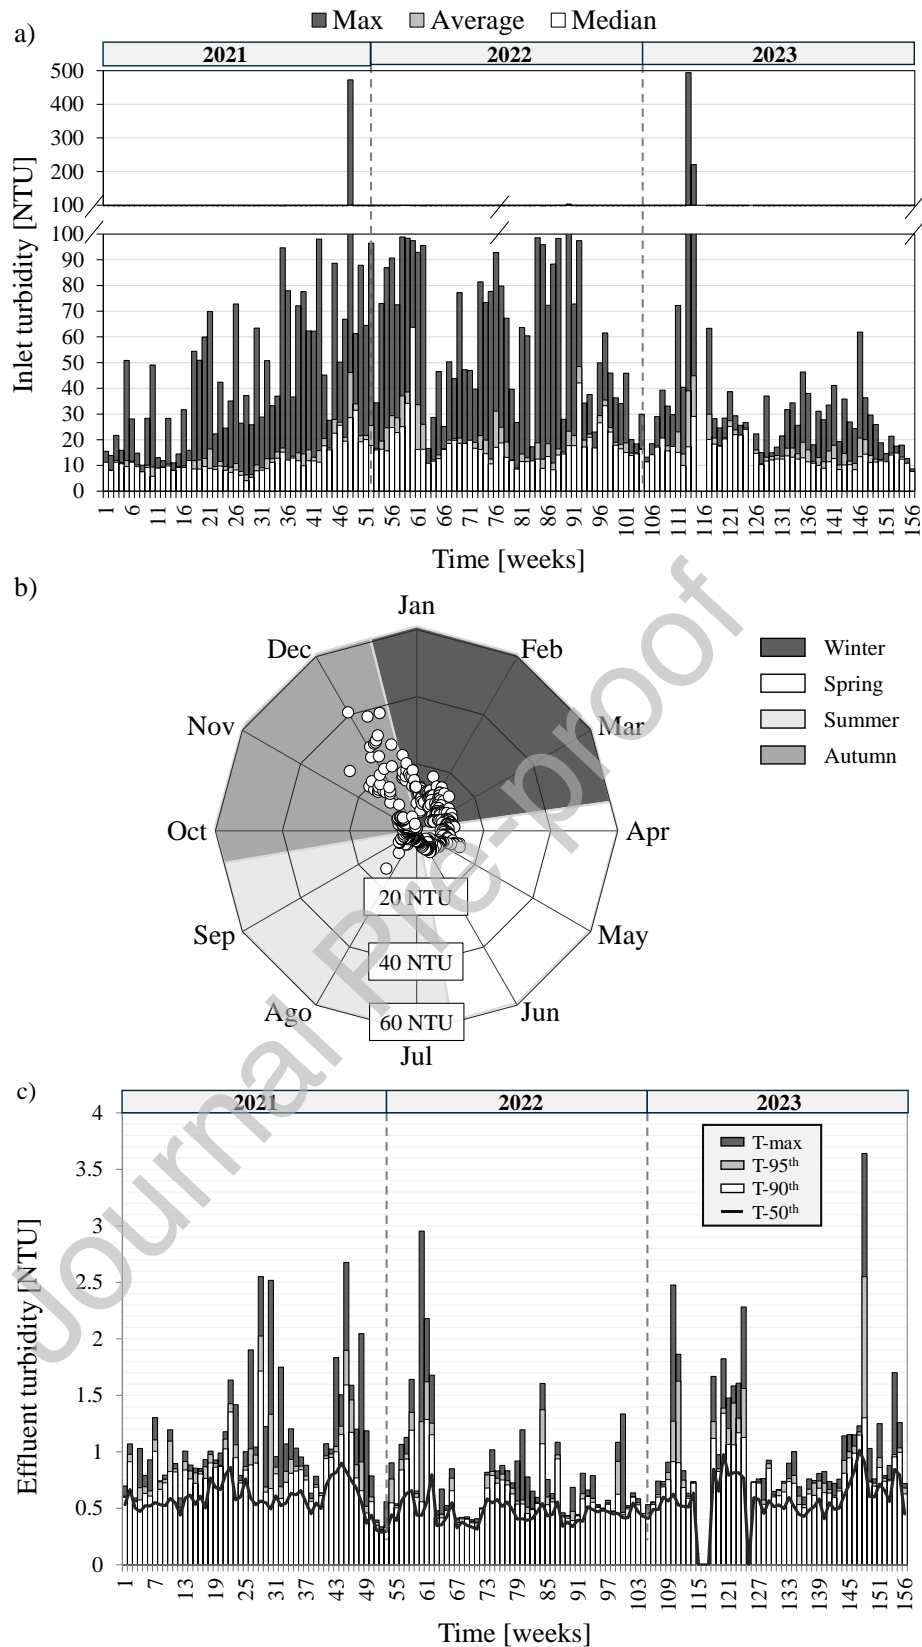 Max Average Median
a)
2021 2022 2023
500
400
300
200
100
100
90
80
70
60
50
40
30
20
10
0
Inlet turbidity [NTU]
1 6 11 16 21 26 31 36 41 46 51 56 61 66 71 76 81 86 91 96 101 106 111 116 121 126 131 136 141 146 151 156
Time [weeks]
b)
Jan
Dec Feb
Nov Mar
Oct Apr
Sep May
Ago Jun
Jul
20 NTU
40 NTU
60 NTU
Winter
Spring
Summer
Autumn
c)
2021 2022 2023
4
3.5
3
2.5
2
1.5
1
0.5
0
Effluent turbidity [NTU]
T-max
T-95th
T-90th
T-50th
1 7 13 19 25 31 37 43 49 55 61 67 73 79 85 91 97 103 109 115 121 127 133 139 145 151 156
Time [weeks]
Journal Pre-proof